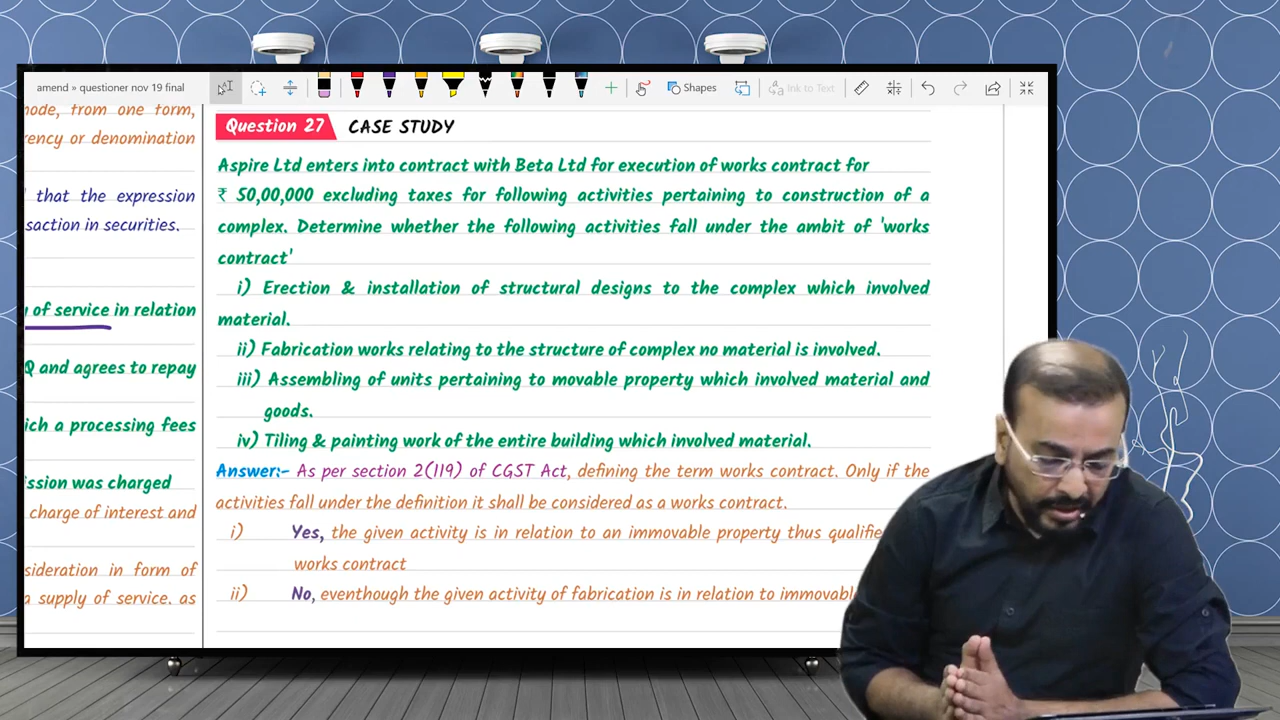 amend » questioner nov 19 final
Shapes
Ink to Text
node, from one form,
rency or denomination
that the expression
saction in securities.
of service in relation
Q and agrees to repay
ich a processing fees
ssion was charged
charge of interest and
sideration in form of
a supply of service. as
Question 27 CASE STUDY
Aspire Ltd enters into contract with Beta Ltd for execution of works contract for
₹ 50,00,000 excluding taxes for following activities pertaining to construction of a
complex. Determine whether the following activities fall under the ambit of 'works
contract'
i) Erection & installation of structural designs to the complex which involved
material.
ii) Fabrication works relating to the structure of complex no material is involved.
iii) Assembling of units pertaining to movable property which involved material and
goods.
iv) Tiling & painting work of the entire building which involved material.
Answer:- As per section 2(119) of CGST Act, defining the term works contract. Only if the
activities fall under the definition it shall be considered as a works contract.
i) Yes, the given activity is in relation to an immovable property thus qualifie
works contract
ii) No, eventhough the given activity of fabrication is in relation to immovabl